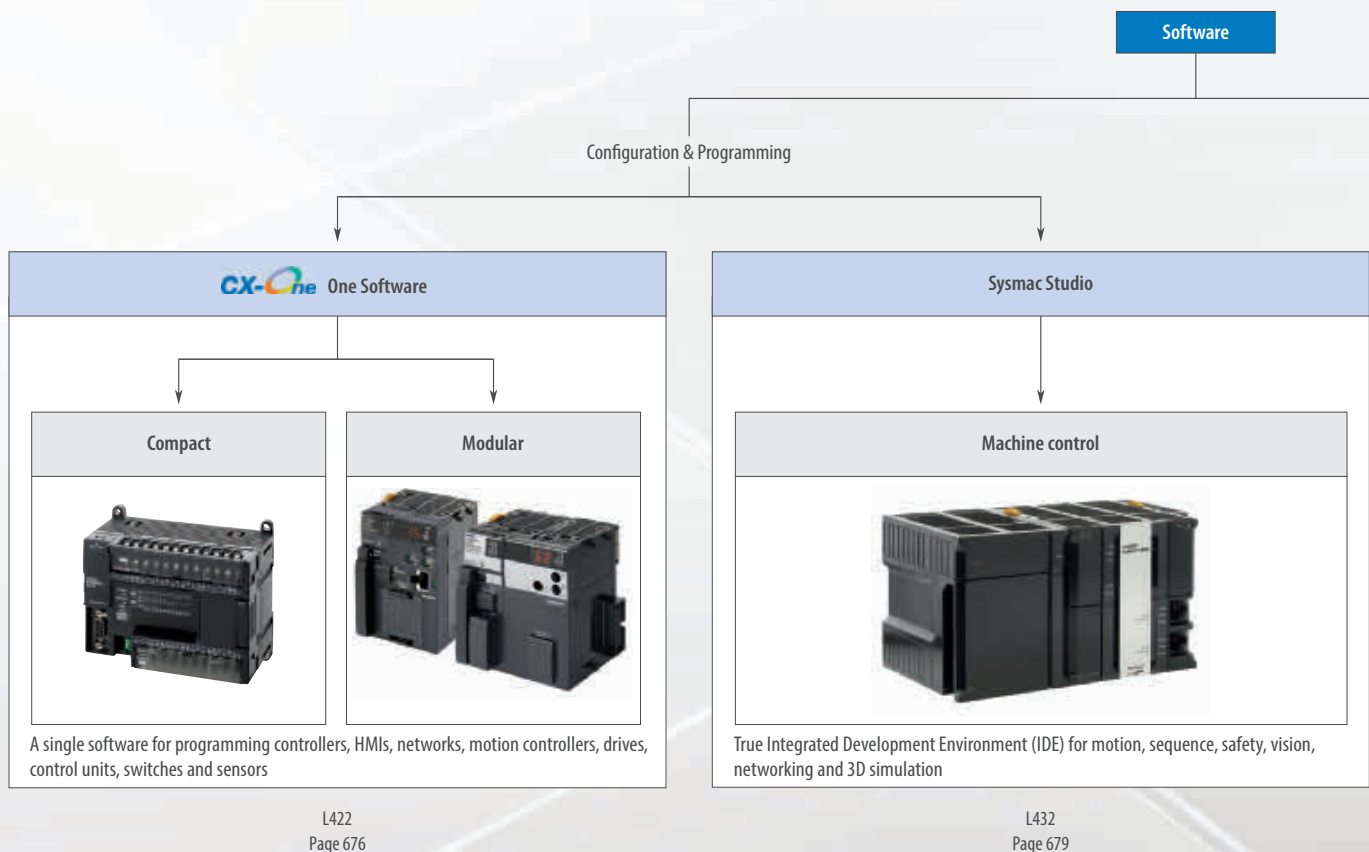 Software
Configuration & Programming
CX-One One Software
Sysmac Studio
Compact
Modular
Machine control
A single software for programming controllers, HMIs, networks, motion controllers, drives,
control units, switches and sensors
True Integrated Development Environment (IDE) for motion, sequence, safety, vision,
networking and 3D simulation
L422
Page 676
L432
Page 679